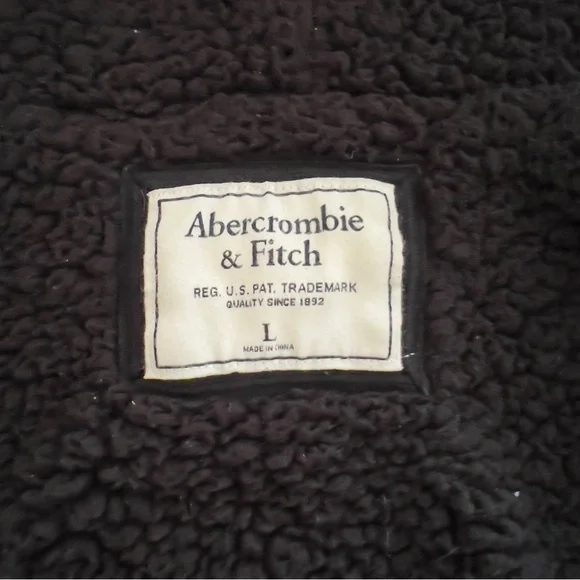 Abercrombie
& Fitch
REG. U.S. PAT. TRADEMARK
QUALITY SINCE 1892
L
MADE IN CHINA